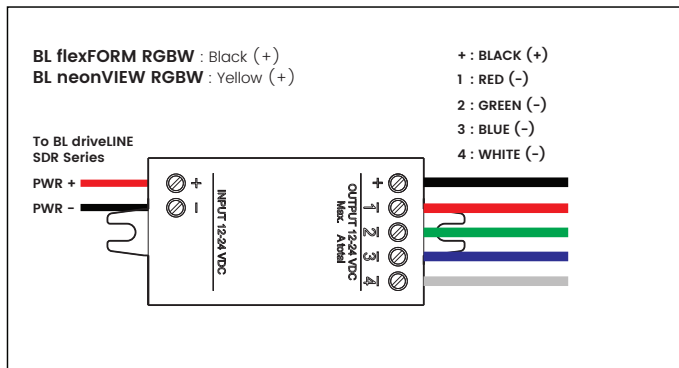 BL flexFORM RGBW : Black (+)
BL neonVIEW RGBW : Yellow (+)
+ : BLACK (+)
1 : RED (-)
2 : GREEN (-)
3 : BLUE (-)
4 : WHITE (-)
To BL driveLINE
SDR Series
PWR +
PWR -
+
-
INPUT 12-24 VDC
OUTPUT 12-24 VDC
Max. A total
+
1
2
3
4